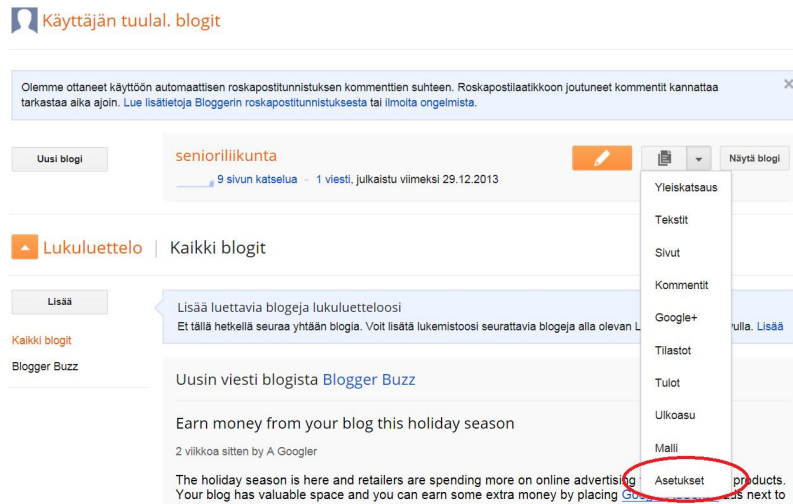 Käyttäjän tuulal. blogit
Olemme ottaneet käyttöön automaattisen roskapostitunnistuksen kommenttien suhteen. Roskapostilaatikkoon joutuneet kommentit kannattaa
tarkastaa aika ajoin. Lue lisätietoja Bloggerin roskapostitunnistuksesta tai ilmoita ongelmista.
Uusi blogi
senioriliikunta
9 sivun katselua - 1 viesti, julkaistu viimeksi 29.12.2013
Näytä blogi
Yleiskatsaus
Tekstit
Sivut
Kommentit
Google+
Tilastot
Tulot
Ulkoasu
Malli
Asetukset
Lukuluettelo | Kaikki blogit
Lisää
Kaikki blogit
Blogger Buzz
Lisää luettavia blogeja lukuluetteloosi
Et tällä hetkellä seuraa yhtään blogia. Voit lisätä lukemistoosi seurattavia blogeja alla olevan L vulla. Lisää
Uusin viesti blogista Blogger Buzz
Earn money from your blog this holiday season
2 viikkoa sitten by A Googler
The holiday season is here and retailers are spending more on online advertising products.
Your blog has valuable space and you can earn some extra money by placing ads next to